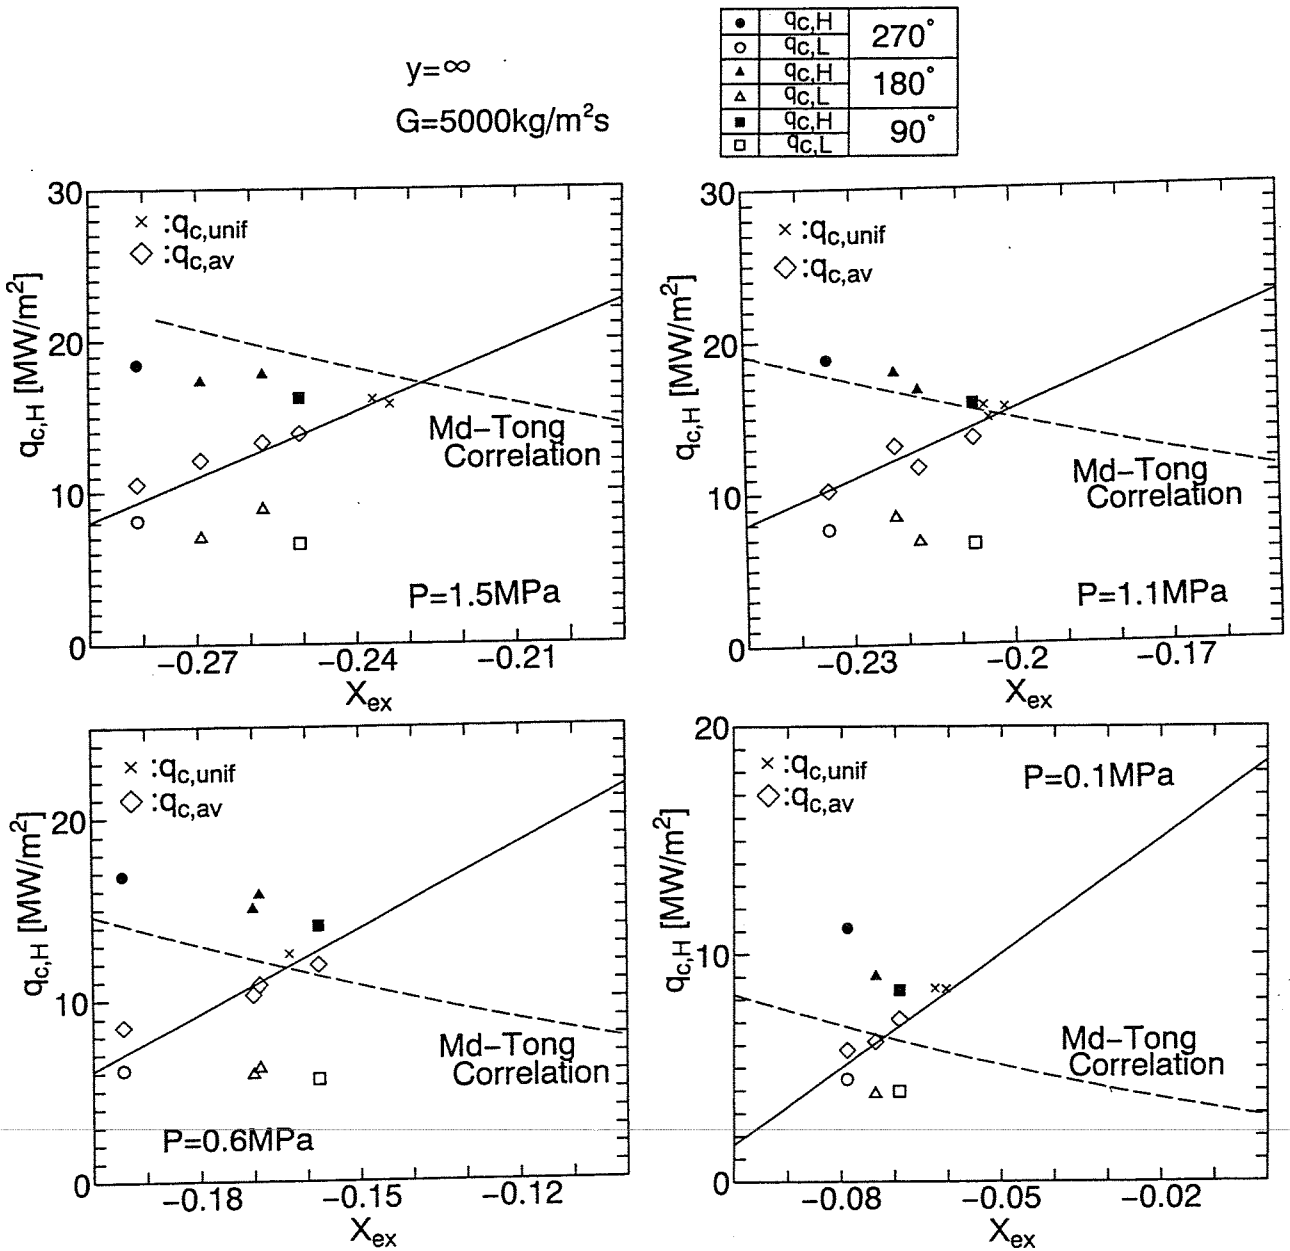 y=∞
G=5000kg/m²s
● q_c,H 270°
○ q_c,L
▲ q_c,H 180°
△ q_c,L
■ q_c,H 90°
□ q_c,L
30
20
10
0
q_c,H [MW/m²]
× :q_c,unif
◇ :q_c,av
Md–Tong
Correlation
P=1.5MPa
−0.27 −0.24 −0.21
X_ex
30
20
10
0
q_c,H [MW/m²]
× :q_c,unif
◇ :q_c,av
Md–Tong
Correlation
P=1.1MPa
−0.23 −0.2 −0.17
X_ex
20
10
0
q_c,H [MW/m²]
× :q_c,unif
◇ :q_c,av
Md–Tong
Correlation
P=0.6MPa
−0.18 −0.15 −0.12
X_ex
20
10
0
q_c,H [MW/m²]
× :q_c,unif
◇ :q_c,av
P=0.1MPa
Md–Tong
Correlation
−0.08 −0.05 −0.02
X_ex